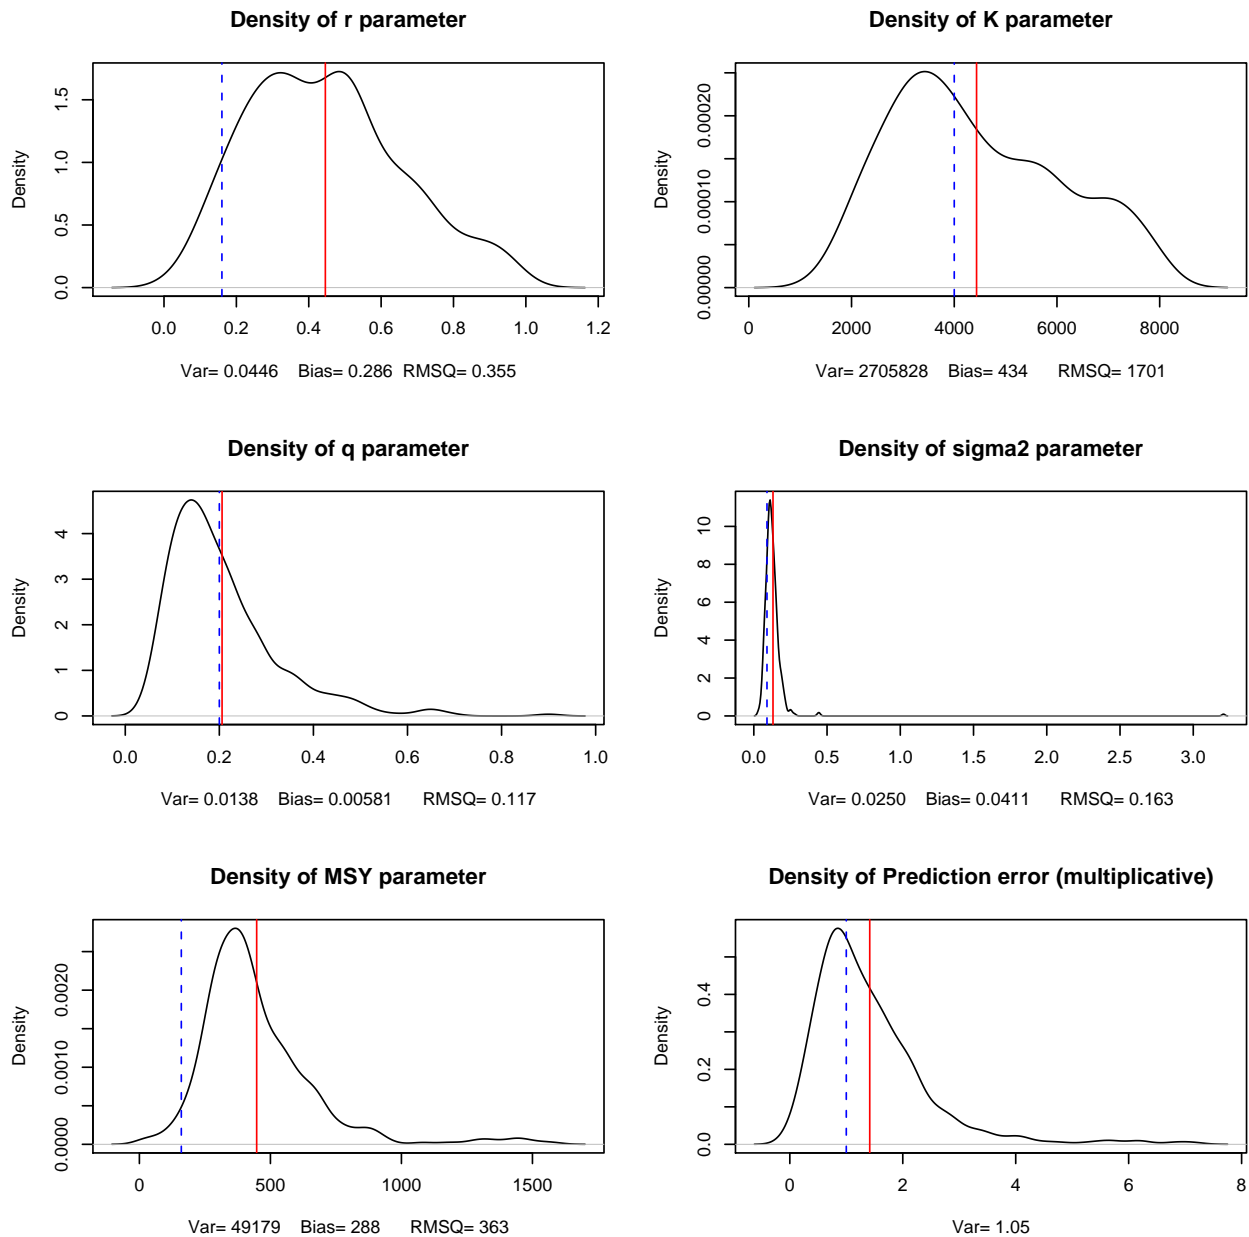 Density of r parameter
Density
0.0 0.5 1.0 1.5
0.0 0.2 0.4 0.6 0.8 1.0 1.2
Var= 0.0446 Bias= 0.286 RMSQ= 0.355
Density of K parameter
Density
0.00000 0.00010 0.00020
0 2000 4000 6000 8000
Var= 2705828 Bias= 434 RMSQ= 1701
Density of q parameter
Density
0 1 2 3 4
0.0 0.2 0.4 0.6 0.8 1.0
Var= 0.0138 Bias= 0.00581 RMSQ= 0.117
Density of sigma2 parameter
Density
0 2 4 6 8 10
0.0 0.5 1.0 1.5 2.0 2.5 3.0
Var= 0.0250 Bias= 0.0411 RMSQ= 0.163
Density of MSY parameter
Density
0.0000 0.0010 0.0020
0 500 1000 1500
Var= 49179 Bias= 288 RMSQ= 363
Density of Prediction error (multiplicative)
Density
0.0 0.2 0.4
0 2 4 6 8
Var= 1.05